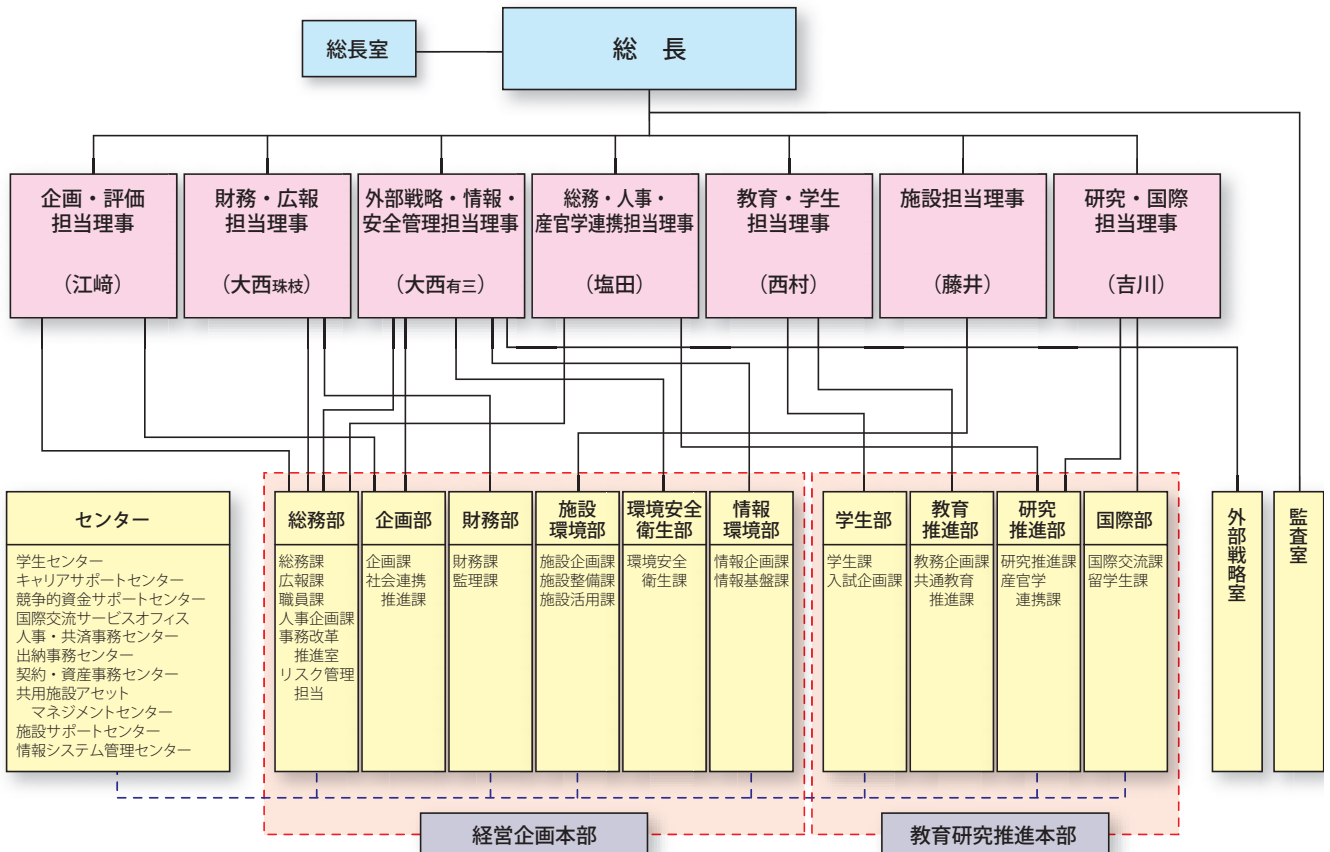 総長室
総　長
企画・評価
担当理事
（江﨑）
財務・広報
担当理事
（大西珠枝）
外部戦略・情報・
安全管理担当理事
（大西有三）
総務・人事・
産官学連携担当理事
（塩田）
教育・学生
担当理事
（西村）
施設担当理事
（藤井）
研究・国際
担当理事
（吉川）
センター
学生センター
キャリアサポートセンター
競争的資金サポートセンター
国際交流サービスオフィス
人事・共済事務センター
出納事務センター
契約・資産事務センター
共用施設アセット
マネジメントセンター
施設サポートセンター
情報システム管理センター
総務部
総務課
広報課
職員課
人事企画課
事務改革
推進室
リスク管理
担当
企画部
企画課
社会連携
推進課
財務部
財務課
監理課
施設
環境部
施設企画課
施設整備課
施設活用課
環境安全
衛生部
環境安全
衛生課
情報
環境部
情報企画課
情報基盤課
学生部
学生課
入試企画課
教育
推進部
教務企画課
共通教育
推進課
研究
推進部
研究推進課
産官学
連携課
国際部
国際交流課
留学生課
外部戦略室
監査室
経営企画本部
教育研究推進本部